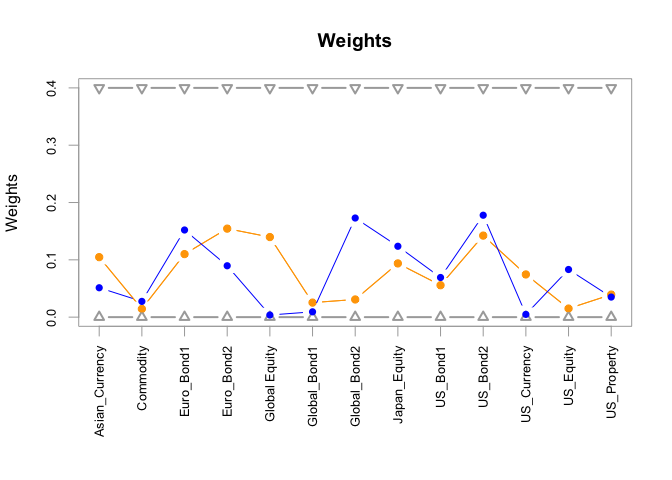 Weights
Weights
0.4
0.3
0.2
0.1
0.0
Asian_Currency
Commodity
Euro_Bond1
Euro_Bond2
Global Equity
Global_Bond1
Global_Bond2
Japan_Equity
US_Bond1
US_Bond2
US_Currency
US_Equity
US_Property